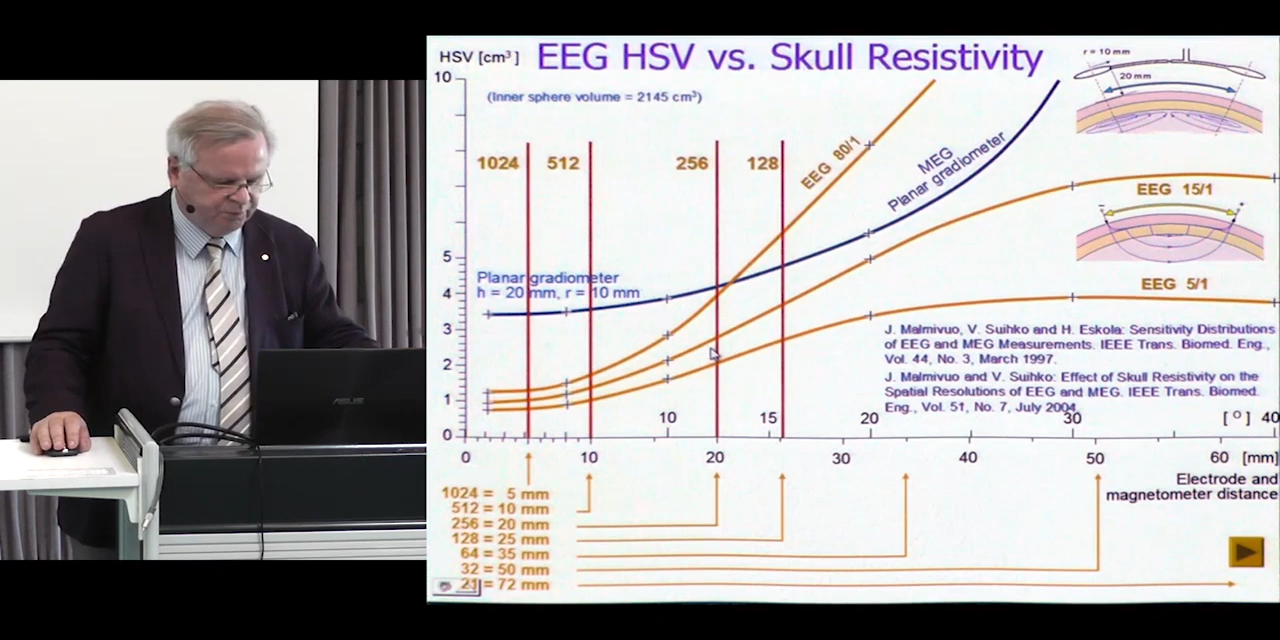 HSV [cm³]
EEG HSV vs. Skull Resistivity
(Inner sphere volume = 2145 cm³)
r = 10 mm
20 mm
10
5
4
3
2
1
0
1024
512
256
128
EEG 80/1
MEG
Planar gradiometer
EEG 15/1
EEG 5/1
Planar gradiometer
h = 20 mm, r = 10 mm
J. Malmivuo, V. Suihko and H. Eskola: Sensitivity Distributions
of EEG and MEG Measurements. IEEE Trans. Biomed. Eng.,
Vol. 44, No. 3, March 1997.
J. Malmivuo and V. Suihko: Effect of Skull Resistivity on the
Spatial Resolutions of EEG and MEG. IEEE Trans. Biomed.
Eng., Vol. 51, No. 7, July 2004
10 15 20 30 [°] 40
0 10 20 30 40 50 60 [mm]
Electrode and
magnetometer distance
1024 = 5 mm
512 = 10 mm
256 = 20 mm
128 = 25 mm
64 = 35 mm
32 = 50 mm
21 = 72 mm
ASUS